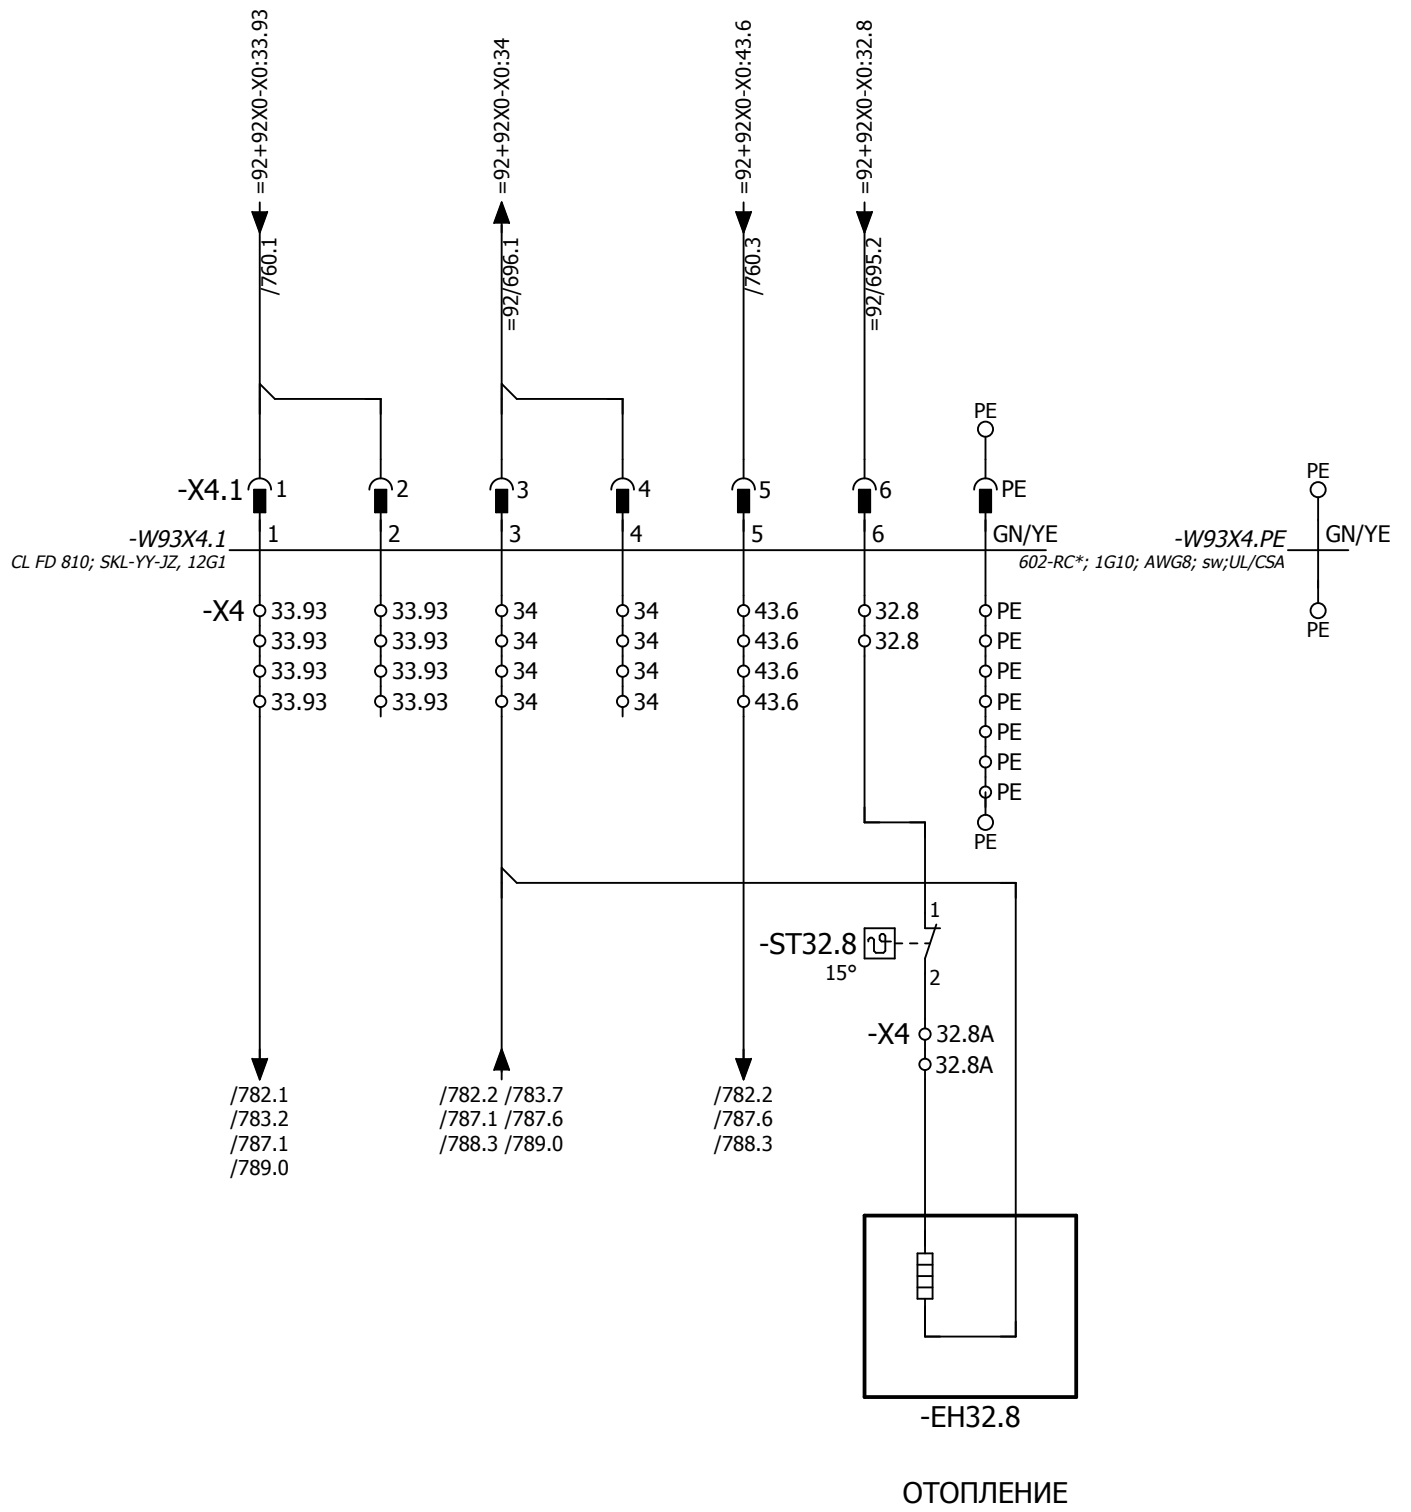 =92+92X0-X0:33.93
=92+92X0-X0:34
=92+92X0-X0:43.6
=92+92X0-X0:32.8
/760.1
=92/696.1
/760.3
=92/695.2
PE
PE
-X4.1 1 2 3 4 5 6 PE
-W93X4.1 1 2 3 4 5 6 GN/YE
CL FD 810; SKL-YY-JZ, 12G1
-W93X4.PE GN/YE
602-RC*; 1G10; AWG8; sw;UL/CSA
-X4 33.93 33.93 34 34 43.6 32.8 PE
PE
33.93 33.93 34 34 43.6 32.8 PE
33.93 33.93 34 34 43.6 PE
33.93 33.93 34 34 43.6 PE
PE
PE
PE
PE
1
-ST32.8
15°
2
-X4 32.8A
32.8A
/782.1
/783.2
/787.1
/789.0
/782.2 /783.7
/787.1 /787.6
/788.3 /789.0
/782.2
/787.6
/788.3
-EH32.8
ОТОПЛЕНИЕ